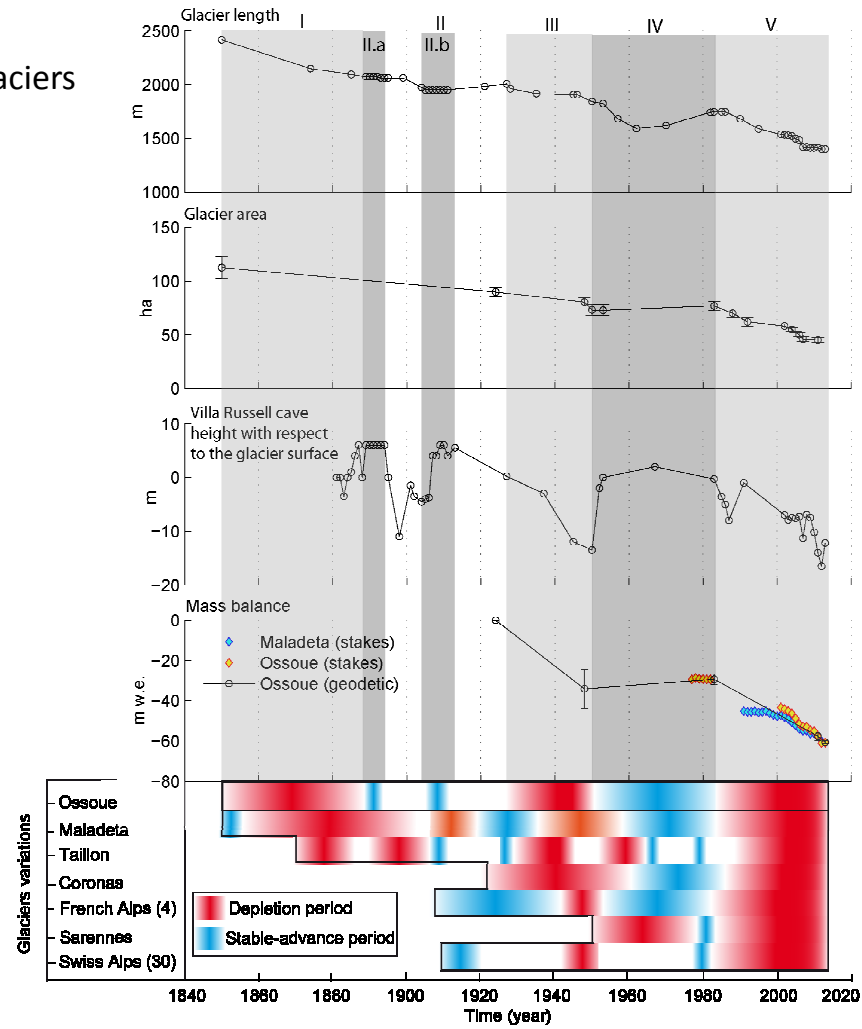 aciers
Glacier length
I
II
III
IV
V
II.a
II.b
2500
2000
1500
1000
m
Glacier area
150
100
50
0
ha
Villa Russell cave
height with respect
to the glacier surface
10
0
−10
−20
m
Mass balance
0
−20
−40
−60
−80
m w.e.
Maladeta (stakes)
Ossoue (stakes)
Ossoue (geodetic)
Glaciers variations
Ossoue
Maladeta
Taillon
Coronas
French Alps (4)
Sarennes
Swiss Alps (30)
Depletion period
Stable-advance period
1840 1860 1880 1900 1920 1940 1960 1980 2000 2020
Time (year)